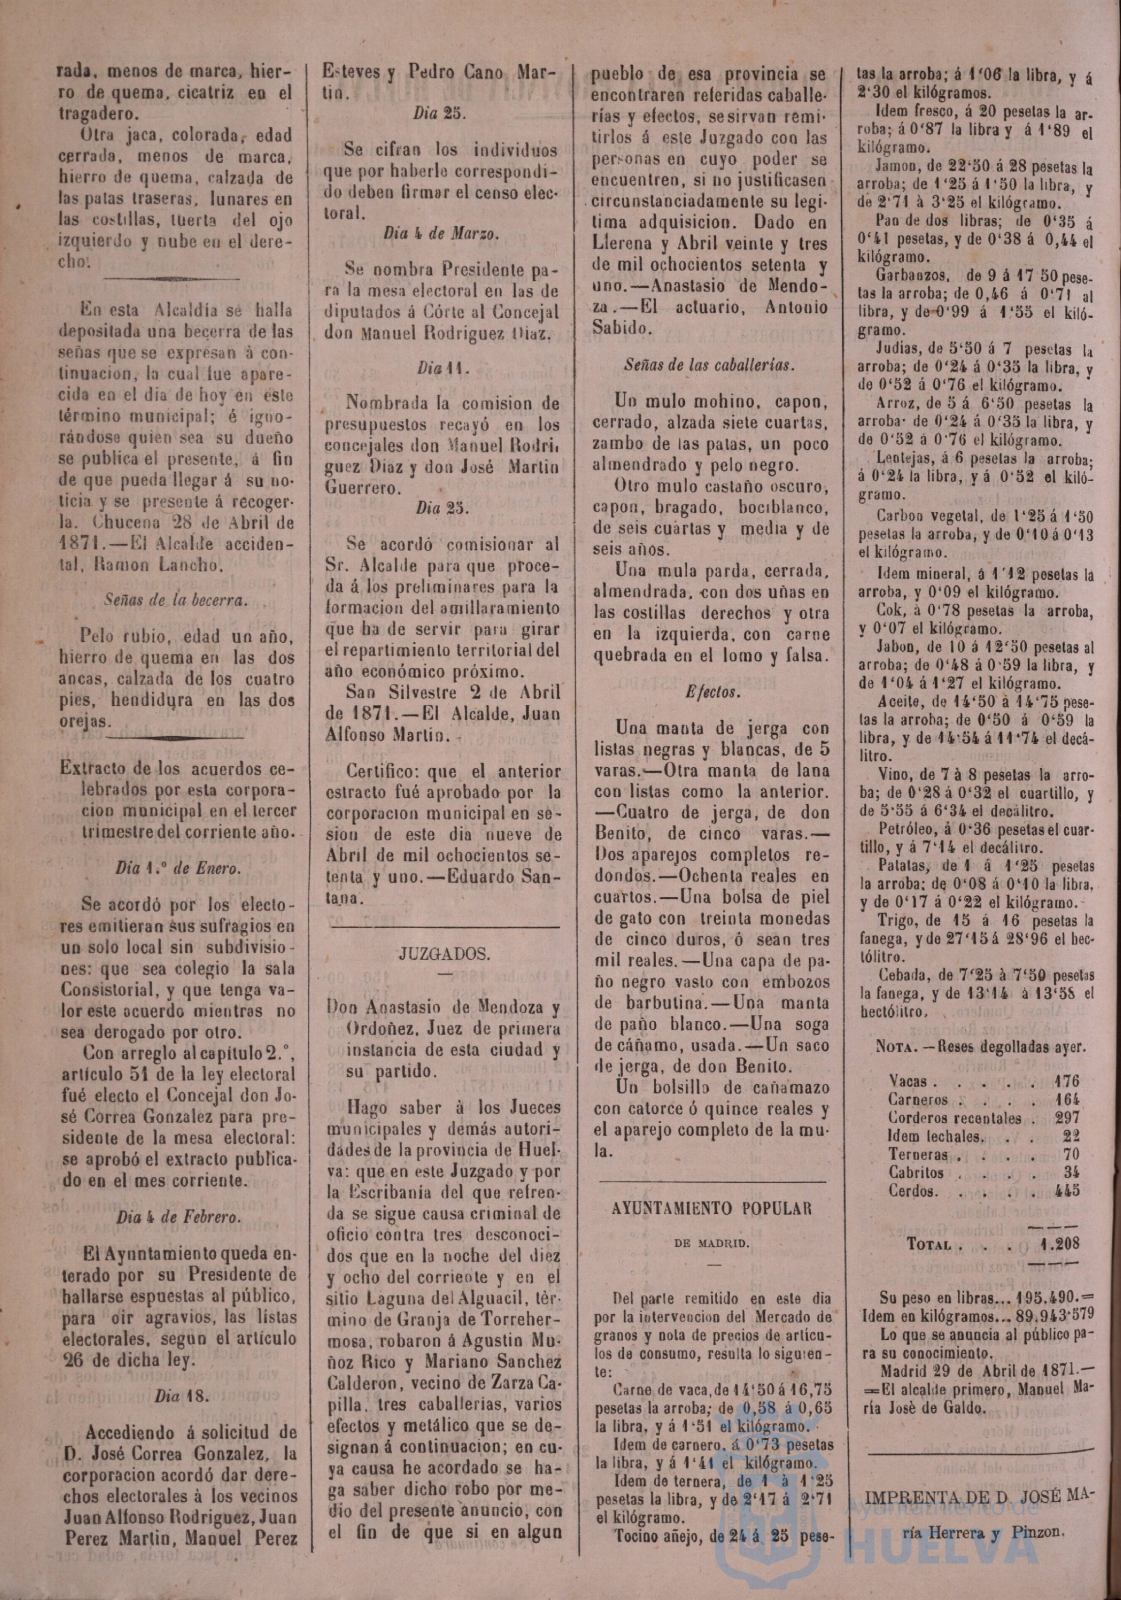 rada, menos de marca, hier-
ro de quema, cicatriz en el
tragadero.
Otra jaca, colorada, edad
cerrada, menos de marca,
hierro de quema, calzada de
las patas traseras, lunares en
las costillas, tuerta del ojo
izquierdo y nube en el dere-
cho.
En esta Alcaldía se halla
depositada una becerra de las
señas que se expresan á con-
tinuacion, la cual fue apare-
cida en el dia de hoy en este
término municipal; é igno-
rándose quien sea su dueño
se publica el presente, á fin
de que pueda llegar á su no-
ticia y se presente á recoger-
la. Chucena 28 de Abril de
1871.—El Alcalde acciden-
tal, Ramon Lancho.
Señas de la becerra.
Pelo rubio, edad un año,
hierro de quema en las dos
ancas, calzada de los cuatro
pies, hendidura en las dos
orejas.
Extracto de los acuerdos ce-
lebrados por esta corpora-
cion municipal en el tercer
trimestre del corriente año.
Dia 1.º de Enero.
Se acordó por los electo-
res emitieran sus sufragios en
un solo local sin subdivisio-
nes: que sea colegio la sala
Consistorial, y que tenga va-
lor este acuerdo mientras no
sea derogado por otro.
Con arreglo al capítulo 2.º,
artículo 51 de la ley electoral
fué electo el Concejal don Jo-
sé Correa Gonzalez para pre-
sidente de la mesa electoral:
se aprobó el extracto publica-
do en el mes corriente.
Dia 4 de Febrero.
El Ayuntamiento queda en-
terado por su Presidente de
hallarse espuestas al público,
para oir agravios, las listas
electorales, segun el artículo
26 de dicha ley.
Dia 18.
Accediendo á solicitud de
D. José Correa Gonzalez, la
corporacion acordó dar dere-
chos electorales á los vecinos
Juan Alfonso Rodriguez, Juan
Perez Martin, Manuel Perez
Esteves y Pedro Cano Mar-
tin.
Dia 25.
Se cifran los individuos
que por haberle correspondi-
do deben firmar el censo elec-
toral.
Dia 4 de Marzo.
Se nombra Presidente pa-
ra la mesa electoral en las de
diputados á Córte al Concejal
don Manuel Rodriguez Diaz.
Dia 11.
Nombrada la comision de
presupuestos recayó en los
concejales don Manuel Rodri
guez Diaz y don José Martin
Guerrero.
Dia 25.
Se acordó comisionar al
Sr. Alcalde para que proce-
da á los preliminares para la
formacion del amillaramiento
que ha de servir para girar
el repartimiento territorial del
año económico próximo.
San Silvestre 2 de Abril
de 1871.—El Alcalde, Juan
Alfonso Martin.
Certifico: que el anterior
estracto fué aprobado por la
corporacion municipal en se-
sion de este dia nueve de
Abril de mil ochocientos se-
tenta y uno.—Eduardo San-
tana.
JUZGADOS.
Don Anastasio de Mendoza y
Ordoñez, Juez de primera
instancia de esta ciudad y
su partido.
Hago saber á los Jueces
municipales y demás autori-
dades de la provincia de Huel-
va: que en este Juzgado y por
la Escribanía del que refren-
da se sigue causa criminal de
oficio contra tres desconoci-
dos que en la noche del diez
y ocho del corriente y en el
sitio Laguna del Alguacil, tér-
mino de Granja de Torreher-
mosa, robaron á Agustin Mu-
ñoz Rico y Mariano Sanchez
Calderon, vecino de Zarza Ca-
pilla, tres caballerías, varios
efectos y metálico que se de-
signan á continuacion; en cu-
ya causa he acordado se ha-
ga saber dicho robo por me-
dio del presente anuncio, con
el fin de que si en algun
pueblo de esa provincia se
encontraren referidas caballe-
rías y efectos, se sirvan remi-
tirlos á este Juzgado con las
personas en cuyo poder se
encuentren, si no justificasen
circunstanciadamente su legi-
tima adquisicion. Dado en
Llerena y Abril veinte y tres
de mil ochocientos setenta y
uno.—Anastasio de Mendo-
za.—El actuario, Antonio
Sabido.
Señas de las caballerías.
Un mulo mohino, capon,
cerrado, alzada siete cuartas,
zambo de las patas, un poco
almendrado y pelo negro.
Otro mulo castaño oscuro,
capon, bragado, bociblanco,
de seis cuartas y media y de
seis años.
Una mula parda, cerrada,
almendrada, con dos uñas en
las costillas derechos y otra
en la izquierda, con carne
quebrada en el lomo y falsa.
Efectos.
Una manta de jerga con
listas negras y blancas, de 5
varas.—Otra manta de lana
con listas como la anterior.
—Cuatro de jerga, de don
Benito, de cinco varas.—
Dos aparejos completos re-
dondos.—Ochenta reales en
cuartos.—Una bolsa de piel
de gato con treinta monedas
de cinco duros, ó sean tres
mil reales.—Una capa de pa-
ño negro vasto con embozos
de barbutina.—Una manta
de paño blanco.—Una soga
de cáñamo, usada.—Un saco
de jerga, de don Benito.
Un bolsillo de cañamazo
con catorce ó quince reales y
el aparejo completo de la mu-
la.
AYUNTAMIENTO POPULAR
DE MADRID.
Del parte remitido en este dia
por la intervencion del Mercado de
granos y nota de precios de artícu-
los de consumo, resulta lo siguien-
te:
Carne de vaca, de 14'50 á 16,75
pesetas la arroba; de 0,58 á 0,65
la libra, y á 1'51 el kilógramo.
Idem de carnero, á 0'73 pesetas
la libra, y á 1'41 el kilógramo.
Idem de ternera, de 1 á 1'25
pesetas la libra, y de 2'17 á 2'71
el kilógramo.
Tocino añejo, de 24 á 25 pese-
tas la arroba; á 1'06 la libra, y á
2'30 el kilógramos.
Idem fresco, á 20 pesetas la ar-
roba; á 0'87 la libra y á 1'89 el
kilógramo.
Jamon, de 22'50 á 28 pesetas la
arroba; de 1'25 á 1'50 la libra, y
de 2'71 à 3'25 el kilógramo.
Pan de dos libras; de 0'35 á
0'41 pesetas, y de 0'38 á 0,44 el
kilógramo.
Garbanzos, de 9 á 17 50 pese-
tas la arroba; de 0,46 á 0'71 al
libra, y de 0'99 á 1'55 el kiló-
gramo.
Judias, de 5'50 á 7 pesetas la
arroba; de 0'24 á 0'35 la libra, y
de 0'52 á 0'76 el kilógramo.
Arroz, de 5 á 6'50 pesetas la
arroba· de 0'24 á 0'35 la libra, y
de 0'52 á 0'76 el kilógramo.
Lentejas, á 6 pesetas la arroba;
á 0'24 la libra, y á 0'52 el kiló-
gramo.
Carbon vegetal, de 1'25 á 1'50
pesetas la arroba, y de 0'10 á 0'13
el kilógramo.
Idem mineral, á 1'12 pesetas la
arroba, y 0'09 el kilógramo.
Cok, á 0'78 pesetas la arroba,
y 0'07 el kilógramo.
Jabon, de 10 á 12'50 pesetas al
arroba; de 0'48 á 0'59 la libra, y
de 1'04 á 1'27 el kilógramo.
Aceite, de 14'50 à 14'75 pese-
tas la arroba; de 0'50 á 0'59 la
libra, y de 14'54 á 11'74 el decá-
litro.
Vino, de 7 á 8 pesetas la arro-
ba; de 0'28 á 0'32 el cuartillo, y
de 5'55 á 6'34 el decálitro.
Petróleo, á 0'36 pesetas el cuar-
tillo, y á 7'14 el decálitro.
Patatas, de 1 á 1'25 pesetas
la arroba; de 0'08 á 0'10 la libra,
y de 0'17 á 0'22 el kilógramo.
Trigo, de 15 á 16 pesetas la
fanega, y de 27'15 á 28'96 el hec-
tólitro.
Cebada, de 7'25 à 7'50 pesetas
la fanega, y de 13'14 à 13'58 el
hectólitro.
NOTA.—Reses degolladas ayer.
Vacas . . . . . 176
Carneros . . . . 164
Corderos recentales . 297
Idem lechales. . . 22
Terneras . . . . 70
Cabritos . . . . 34
Cerdos. . . . . 445
TOTAL . . . 1.208
Su peso en libras... 195.490.=
Idem en kilógramos... 89,943'579
Lo que se anuncia al público pa-
ra su conocimiento.
Madrid 29 de Abril de 1871.—
=El alcalde primero, Manuel Ma-
ría Josè de Galdo.
IMPRENTA DE D. JOSÉ MA-
ría Herrera y Pinzon.
Ayuntamiento de
HUELVA